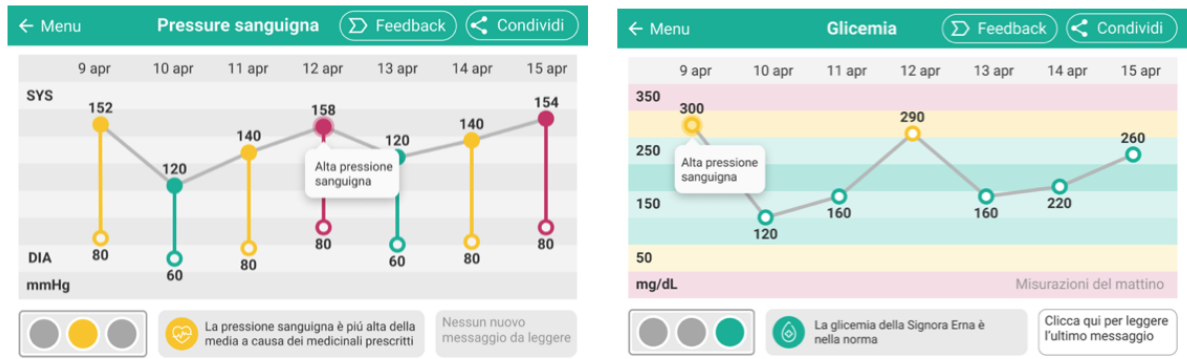 ← Menu
Pressure sanguigna
Feedback
Condividi
9 apr 10 apr 11 apr 12 apr 13 apr 14 apr 15 apr
SYS
152
120
140
158
120
140
154
Alta pressione
sanguigna
80
60
80
80
60
80
80
DIA
mmHg
La pressione sanguigna è piú alta della
media a causa dei medicinali prescritti
Nessun nuovo
messaggio da leggere
← Menu
Glicemia
Feedback
Condividi
9 apr 10 apr 11 apr 12 apr 13 apr 14 apr 15 apr
350
300
290
250
260
Alta pressione
sanguigna
150
120
160
160
220
50
mg/dL
Misurazioni del mattino
La glicemia della Signora Erna è
nella norma
Clicca qui per leggere
l'ultimo messaggio